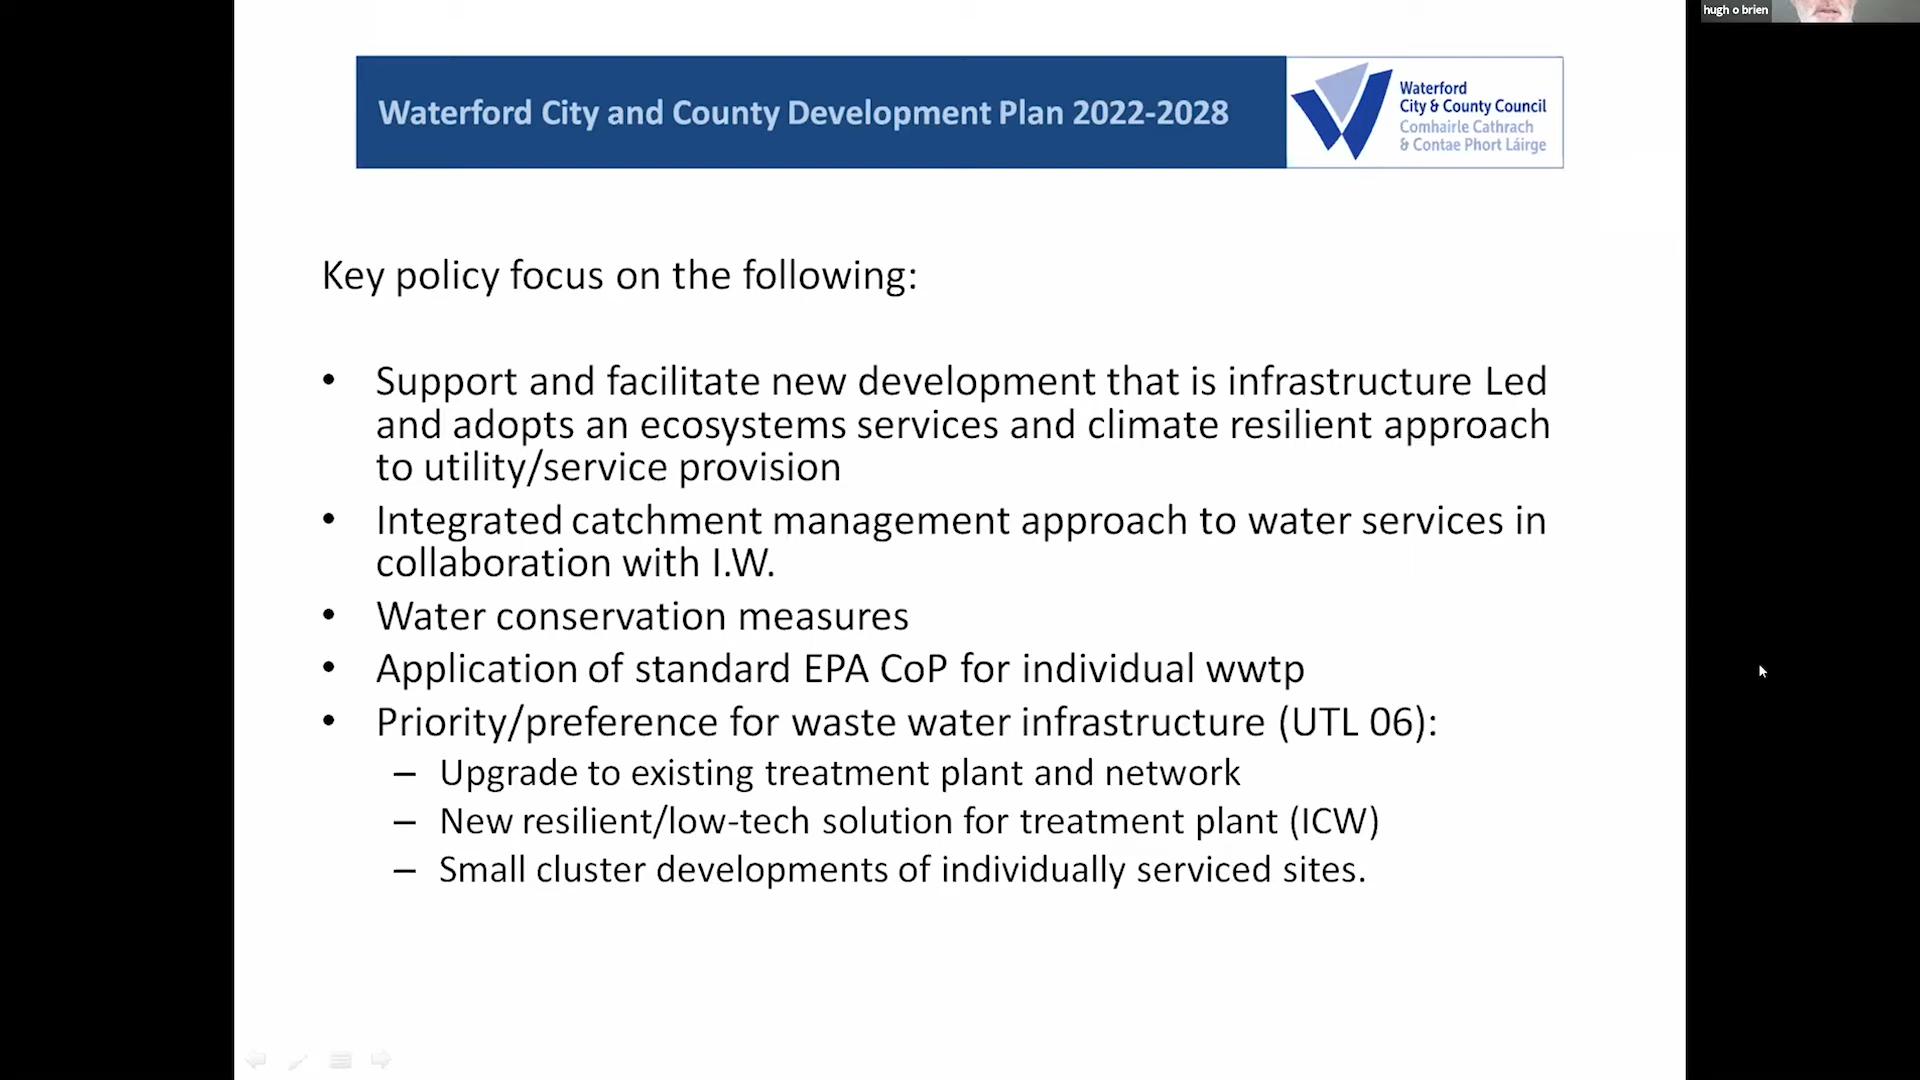 hugh o brien
Waterford City and County Development Plan 2022-2028
Waterford
City & County Council
Comhairle Cathrach
& Contae Phort Láirge
Key policy focus on the following:
• Support and facilitate new development that is infrastructure Led
and adopts an ecosystems services and climate resilient approach
to utility/service provision
• Integrated catchment management approach to water services in
collaboration with I.W.
• Water conservation measures
• Application of standard EPA CoP for individual wwtp
• Priority/preference for waste water infrastructure (UTL 06):
– Upgrade to existing treatment plant and network
– New resilient/low-tech solution for treatment plant (ICW)
– Small cluster developments of individually serviced sites.